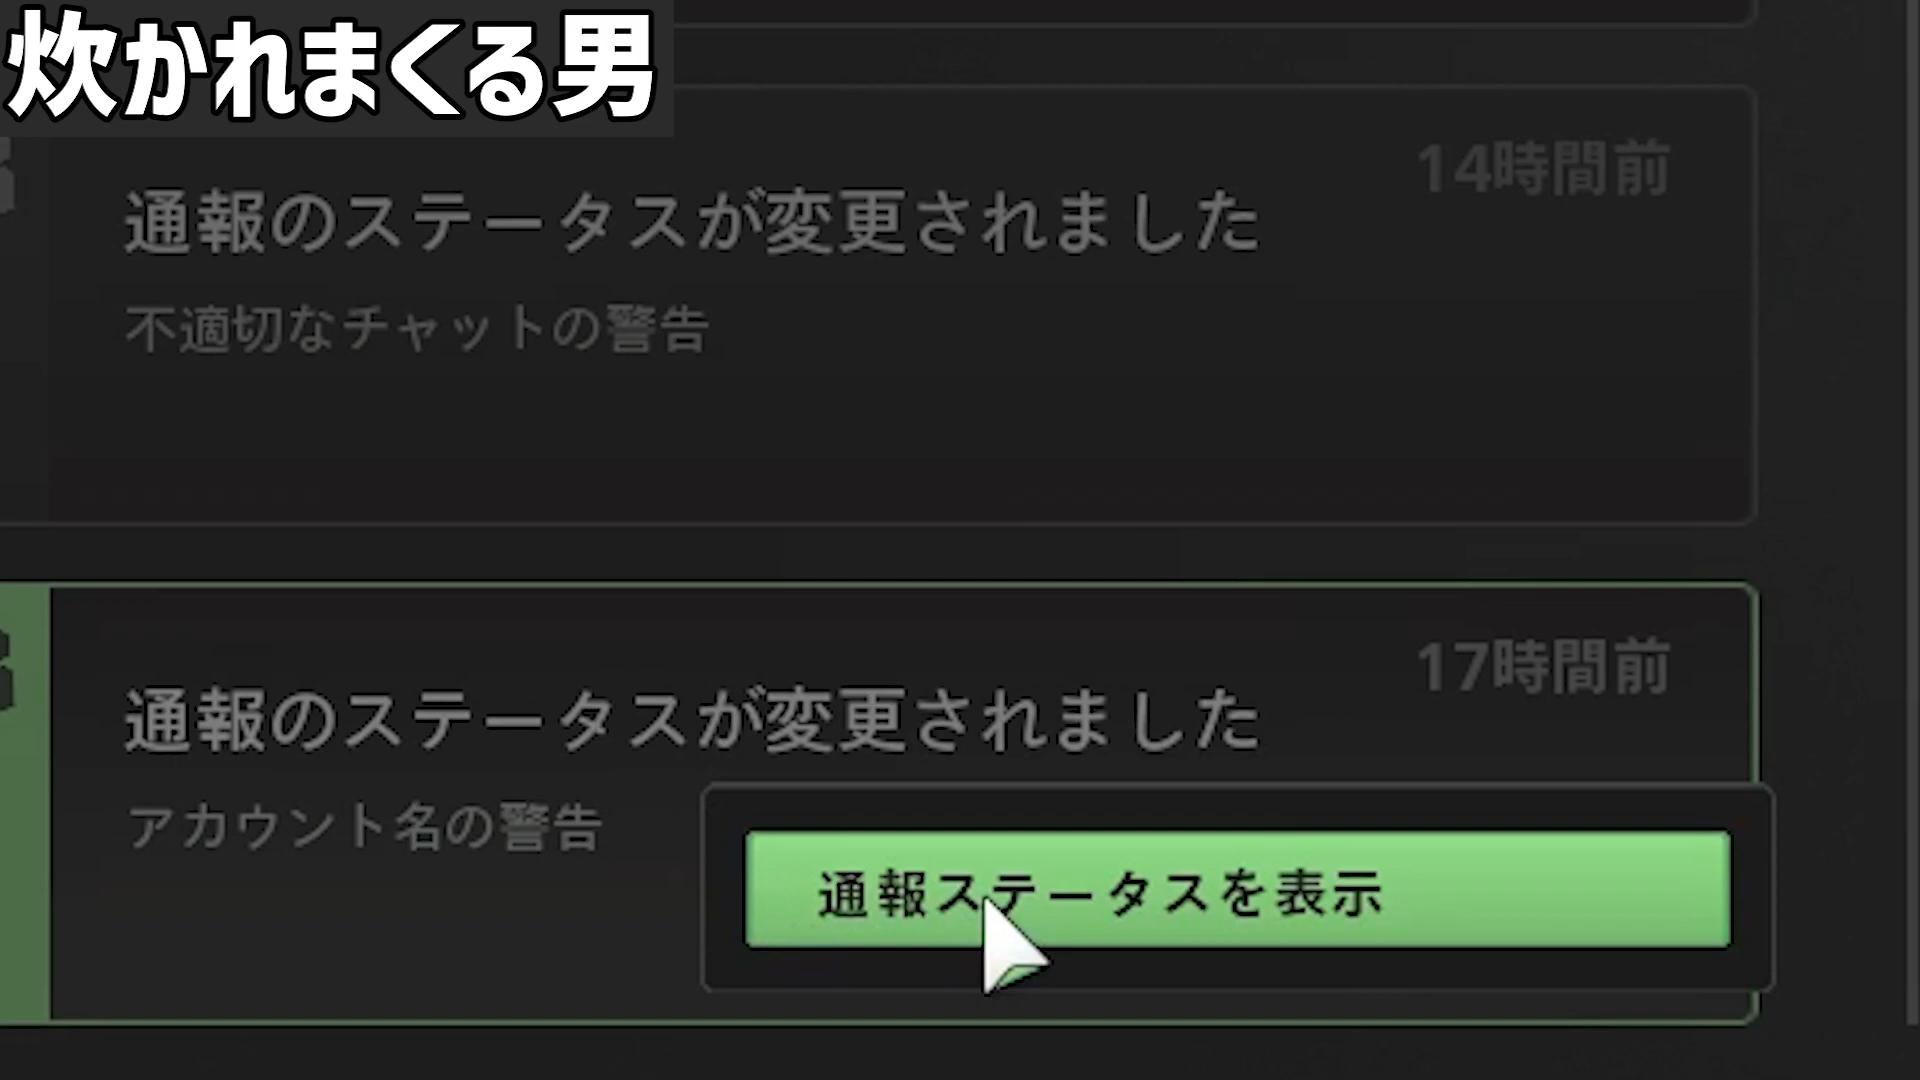 炊かれまくる男
14時間前
通報のステータスが変更されました
不適切なチャットの警告
17時間前
通報のステータスが変更されました
アカウント名の警告
通報ステータスを表示